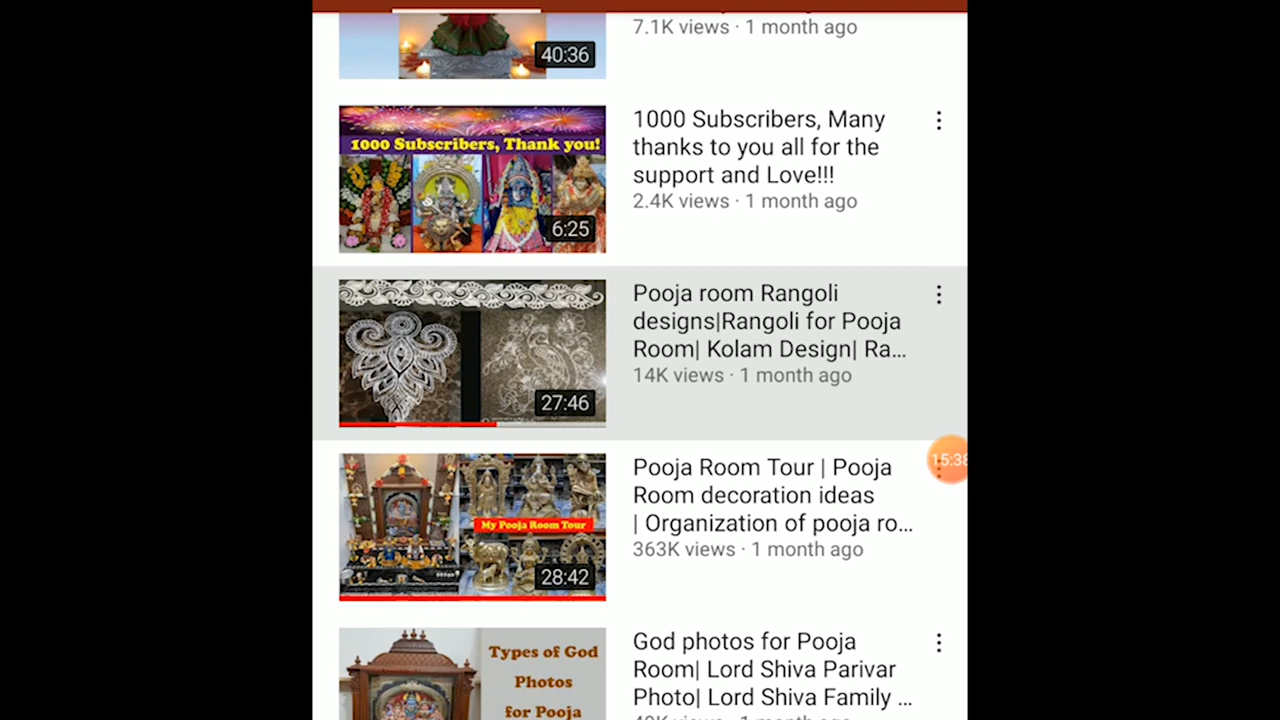 7.1K views · 1 month ago
40:36
1000 Subscribers, Thank you!
6:25
1000 Subscribers, Many
thanks to you all for the
support and Love!!!
2.4K views · 1 month ago
27:46
Pooja room Rangoli
designs|Rangoli for Pooja
Room| Kolam Design| Ra...
14K views · 1 month ago
15:38
My Pooja Room Tour
28:42
Pooja Room Tour | Pooja
Room decoration ideas
| Organization of pooja ro...
363K views · 1 month ago
Types of God
Photos
for Pooja
God photos for Pooja
Room| Lord Shiva Parivar
Photo| Lord Shiva Family ...